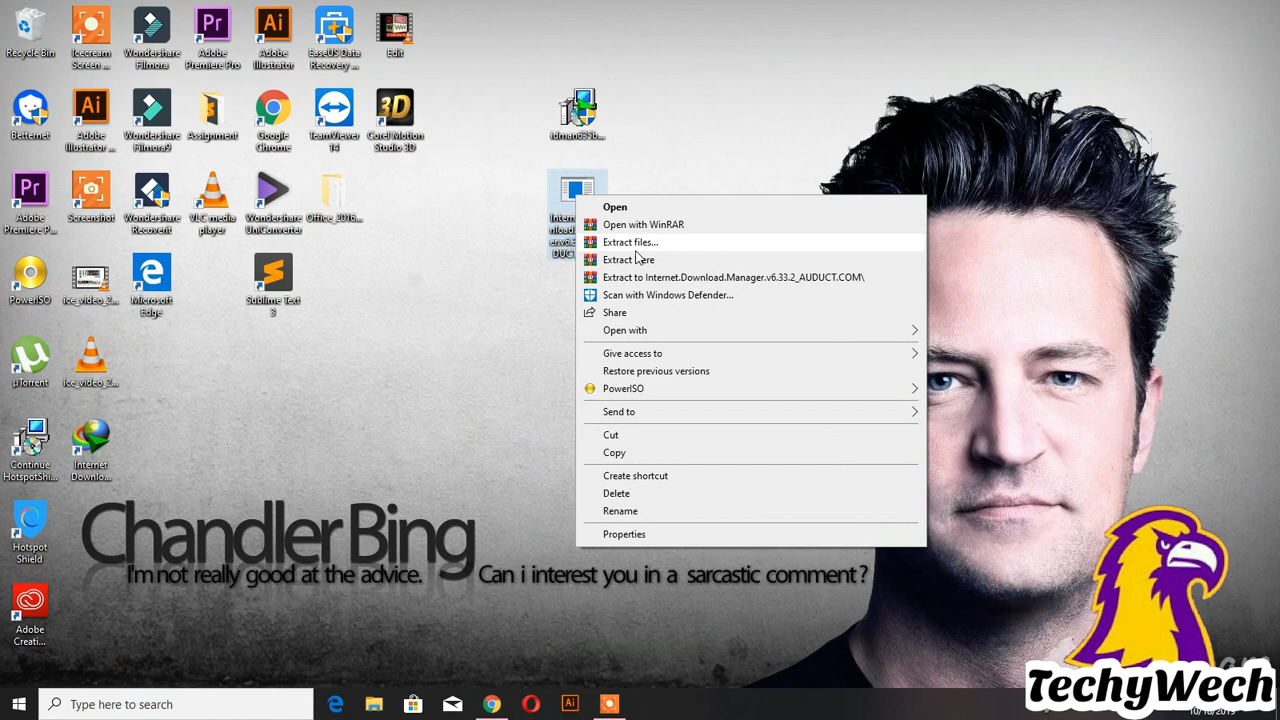 Recycle Bin
Icecream
Screen ...
Wondershare
Filmora
Adobe
Premiere Pro
Adobe
Illustrator
EaseUS Data
Recovery ...
Edit
Betternet
Adobe
Illustrator ...
Wondershare
Filmora9
Assignment
Google
Chrome
TeamViewer
14
Corel Motion
Studio 3D
idman635b...
Adobe
Premiere P...
Screenshot
Wondershare
Recoverit
VLC media
player
Wondershare
UniConverter
Office_2016...
PowerISO
ice_video_2...
Microsoft
Edge
Sublime Text
3
µTorrent
ice_video_2...
Continue
HotspotShi...
Internet
Downlo...
Hotspot
Shield
Adobe
Creati...
Open
Open with WinRAR
Extract files...
Extract here
Extract to Internet.Download.Manager.v6.33.2_AUDUCT.COM\
Scan with Windows Defender...
Share
Open with
Give access to
Restore previous versions
PowerISO
Send to
Cut
Copy
Create shortcut
Delete
Rename
Properties
Chandler Bing
I'm not really good at the advice. Can i interest you in a sarcastic comment?
TechyWech
Type here to search